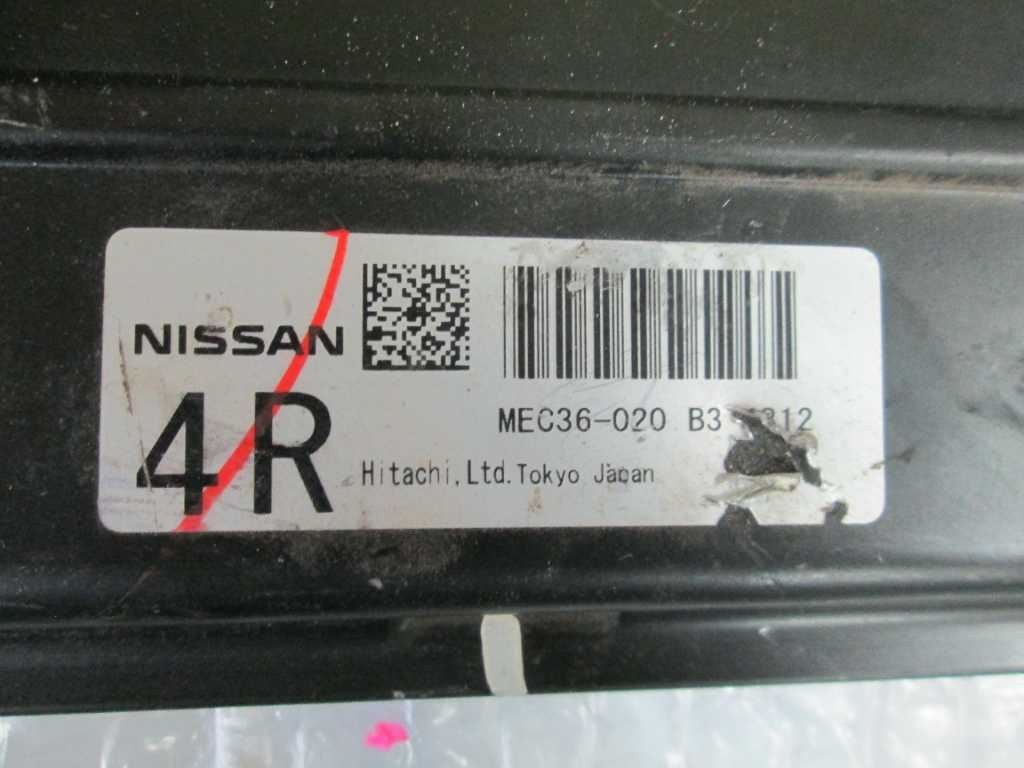 NISSAN
4R
MEC36-020
Hitachi,Ltd.Tokyo Japan